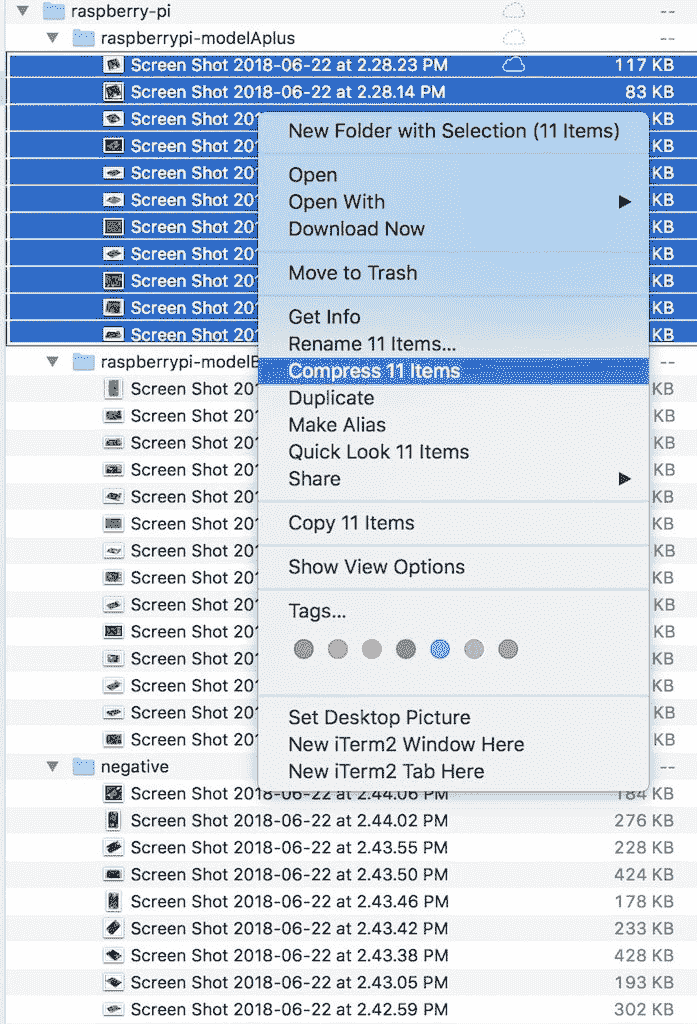 raspberry-pi --
raspberrypi-modelAplus --
Screen Shot 2018-06-22 at 2.28.23 PM 117 KB
Screen Shot 2018-06-22 at 2.28.14 PM 83 KB
Screen Shot 201 KB
Screen Shot 201 KB
Screen Shot 201 KB
Screen Shot 201 KB
Screen Shot 201 KB
Screen Shot 201 KB
Screen Shot 201 KB
Screen Shot 201 KB
Screen Shot 201 KB
New Folder with Selection (11 Items)
Open
Open With
Download Now
Move to Trash
Get Info
Rename 11 Items...
Compress 11 Items
Duplicate
Make Alias
Quick Look 11 Items
Share
Copy 11 Items
Show View Options
Tags...
Set Desktop Picture
New iTerm2 Window Here
New iTerm2 Tab Here
raspberrypi-modelB --
Screen Shot 201 KB
Screen Shot 201 KB
Screen Shot 201 KB
Screen Shot 201 KB
Screen Shot 201 KB
Screen Shot 201 KB
Screen Shot 201 KB
Screen Shot 201 KB
Screen Shot 201 KB
Screen Shot 201 KB
Screen Shot 201 KB
Screen Shot 201 KB
Screen Shot 201 KB
Screen Shot 201 KB
negative --
Screen Shot 2018-06-22 at 2.44.06 PM 184 KB
Screen Shot 2018-06-22 at 2.44.02 PM 276 KB
Screen Shot 2018-06-22 at 2.43.55 PM 228 KB
Screen Shot 2018-06-22 at 2.43.50 PM 424 KB
Screen Shot 2018-06-22 at 2.43.46 PM 178 KB
Screen Shot 2018-06-22 at 2.43.42 PM 233 KB
Screen Shot 2018-06-22 at 2.43.38 PM 428 KB
Screen Shot 2018-06-22 at 2.43.05 PM 193 KB
Screen Shot 2018-06-22 at 2.42.59 PM 302 KB